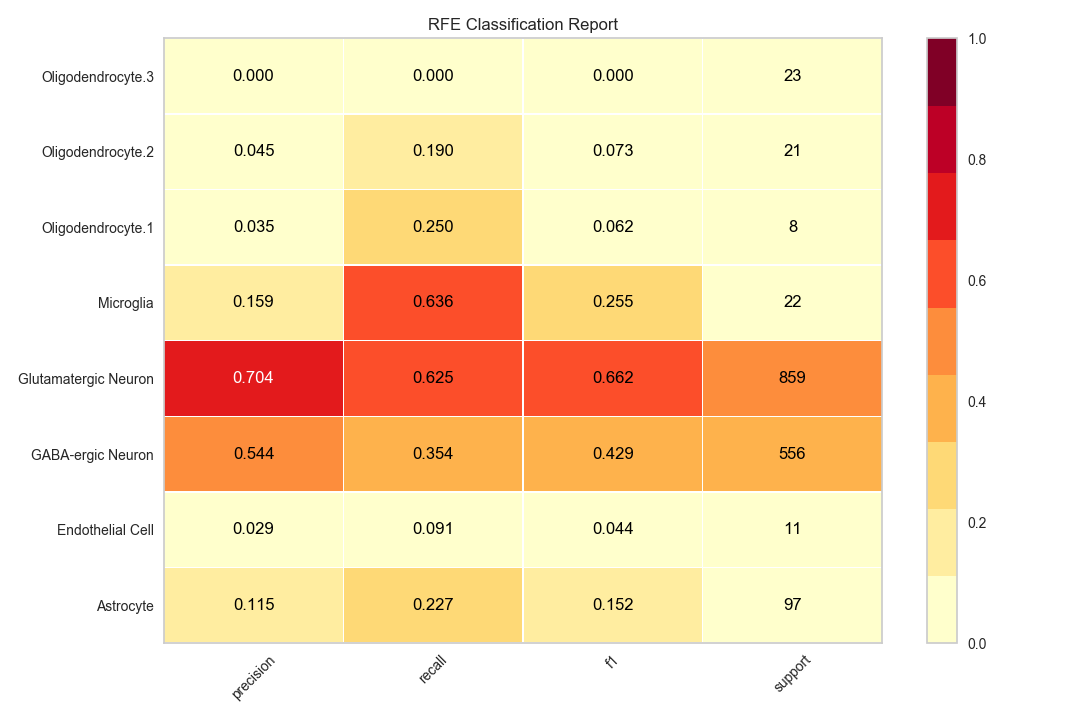 RFE Classification Report
Oligodendrocyte.3 0.000 0.000 0.000 23
Oligodendrocyte.2 0.045 0.190 0.073 21
Oligodendrocyte.1 0.035 0.250 0.062 8
Microglia 0.159 0.636 0.255 22
Glutamatergic Neuron 0.704 0.625 0.662 859
GABA-ergic Neuron 0.544 0.354 0.429 556
Endothelial Cell 0.029 0.091 0.044 11
Astrocyte 0.115 0.227 0.152 97
precision recall f1 support
1.0
0.8
0.6
0.4
0.2
0.0